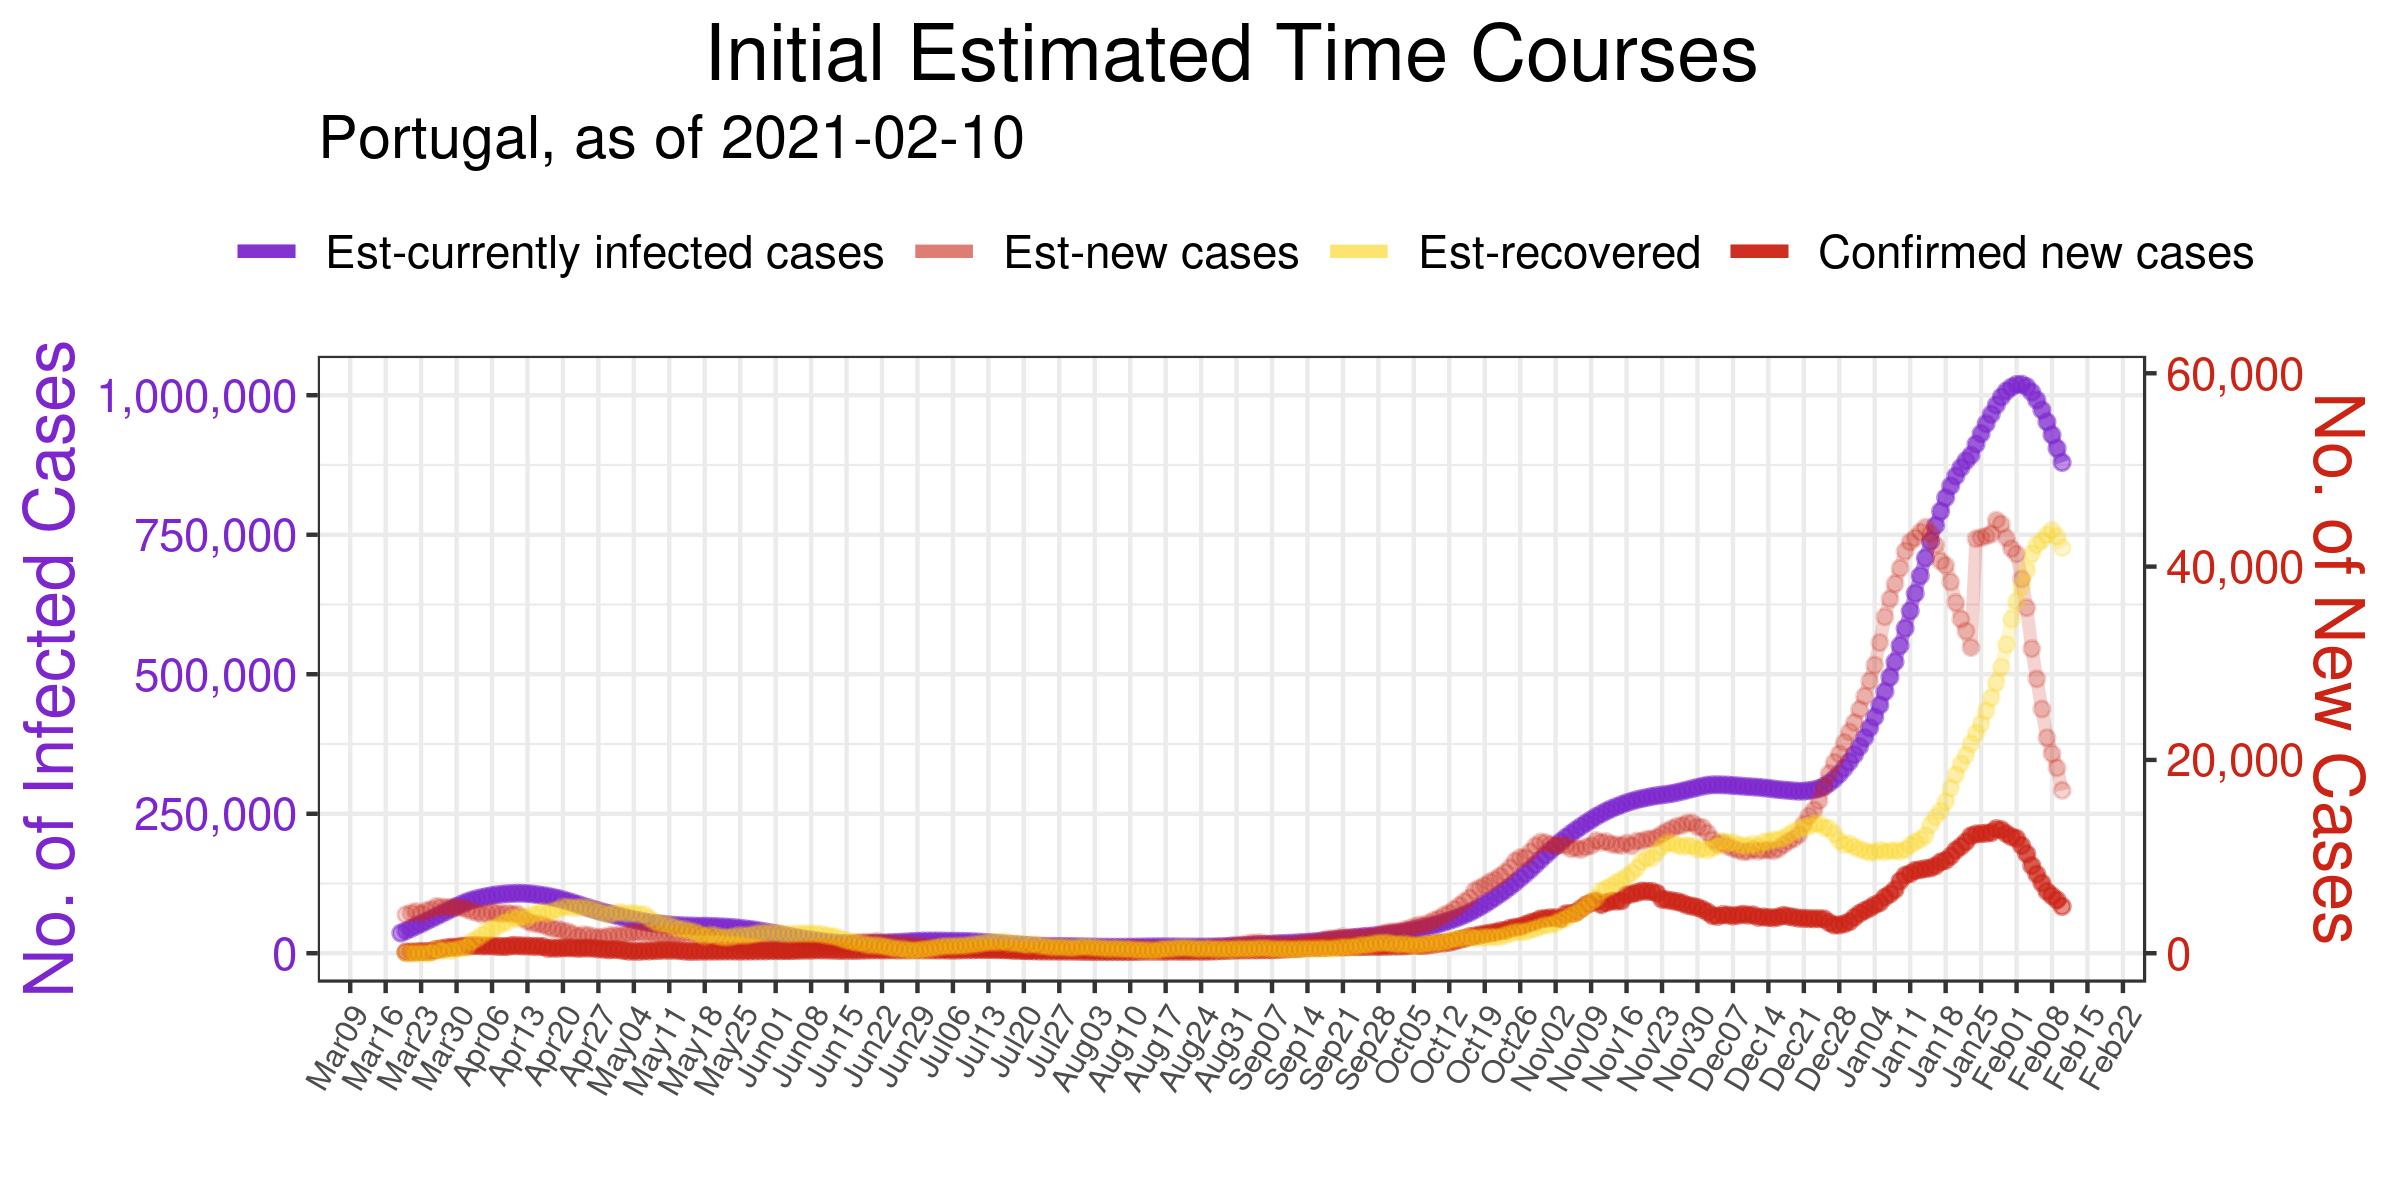 Initial Estimated Time Courses
Portugal, as of 2021-02-10
Est-currently infected cases Est-new cases Est-recovered Confirmed new cases
No. of Infected Cases
1,000,000
750,000
500,000
250,000
0
60,000
40,000
20,000
0
No. of New Cases
Mar09 Mar16 Mar23 Mar30 Apr06 Apr13 Apr20 Apr27 May04 May11 May18 May25 Jun01 Jun08 Jun15 Jun22 Jun29 Jul06 Jul13 Jul20 Jul27 Aug03 Aug10 Aug17 Aug24 Aug31 Sep07 Sep14 Sep21 Sep28 Oct05 Oct12 Oct19 Oct26 Nov02 Nov09 Nov16 Nov23 Nov30 Dec07 Dec14 Dec21 Dec28 Jan04 Jan11 Jan18 Jan25 Feb01 Feb08 Feb15 Feb22